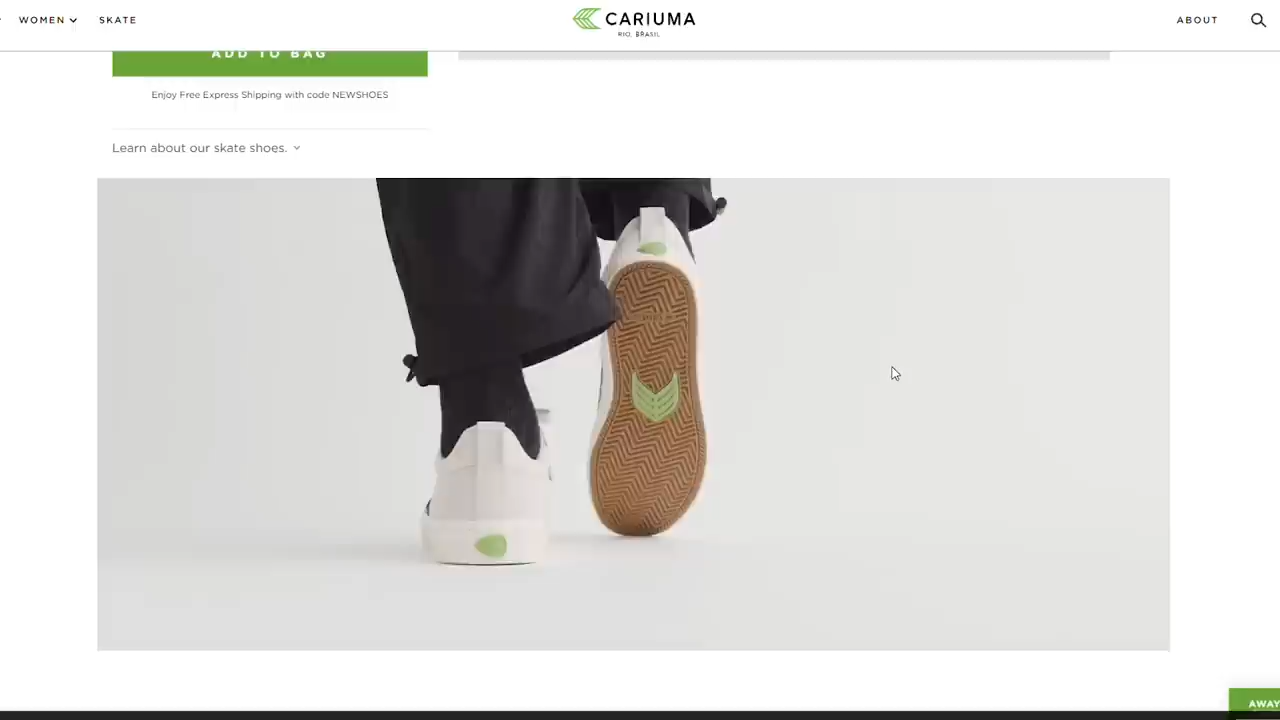 WOMEN
SKATE
CARIUMA
RIO, BRASIL
ABOUT
ADD TO BAG
Enjoy Free Express Shipping with code NEWSHOES
Learn about our skate shoes.
AWAY